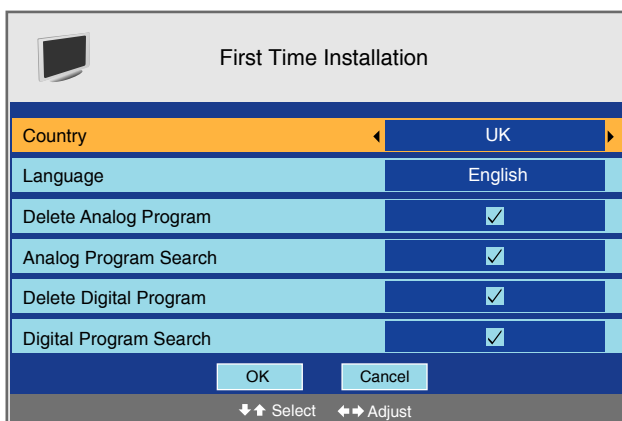 First Time Installation
Country UK
Language English
Delete Analog Program
Analog Program Search
Delete Digital Program
Digital Program Search
OK Cancel
Select Adjust